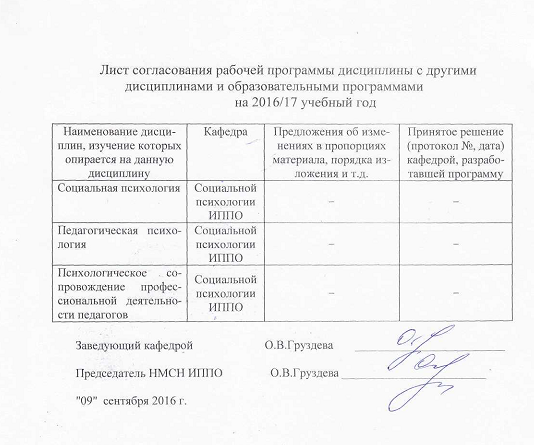 Лист согласования рабочей программы дисциплины с другими
дисциплинами и образовательными программами
на 2016/17 учебный год
Наименование дисци-
плин, изучение которых
опирается на данную
дисциплину
Кафедра
Предложения об изме-
нениях в пропорциях
материала, порядка из-
ложения и т.д.
Принятое решение
(протокол №, дата)
кафедрой, разрабо-
тавшей программу
Социальная психология
Социальной
психологии
ИППО
–
–
Педагогическая психо-
логия
Социальной
психологии
ИППО
–
–
Психологическое со-
провождение профес-
сиональной деятельно-
сти педагогов
Социальной
психологии
ИППО
–
–
Заведующий кафедрой О.В.Груздева
Председатель НМСН ИППО О.В.Груздева
"09" сентября 2016 г.